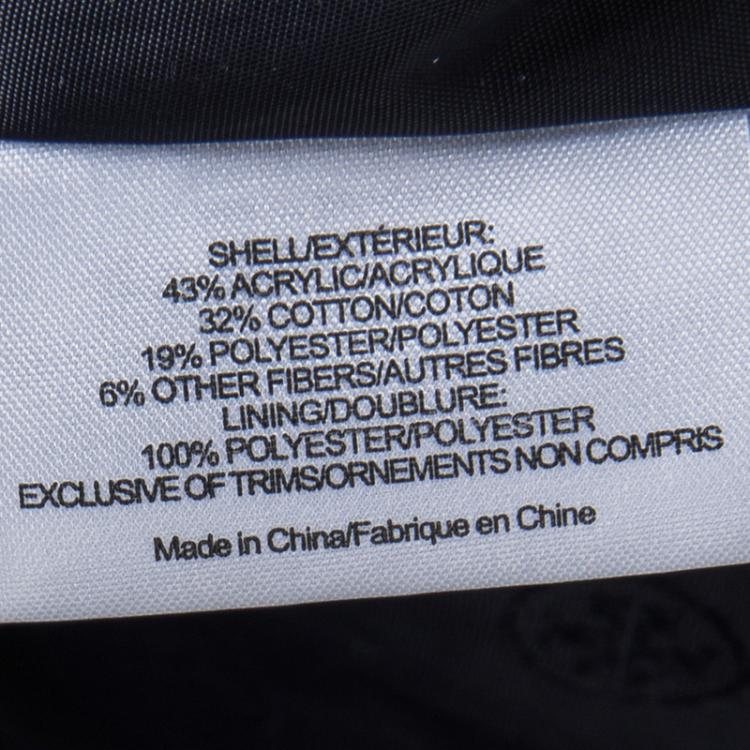 SHELL/EXTÉRIEUR:
43% ACRYLIC/ACRYLIQUE
32% COTTON/COTON
19% POLYESTER/POLYESTER
6% OTHER FIBERS/AUTRES FIBRES
LINING/DOUBLURE:
100% POLYESTER/POLYESTER
EXCLUSIVE OF TRIMS/ORNEMENTS NON COMPRIS
Made in China/Fabrique en Chine